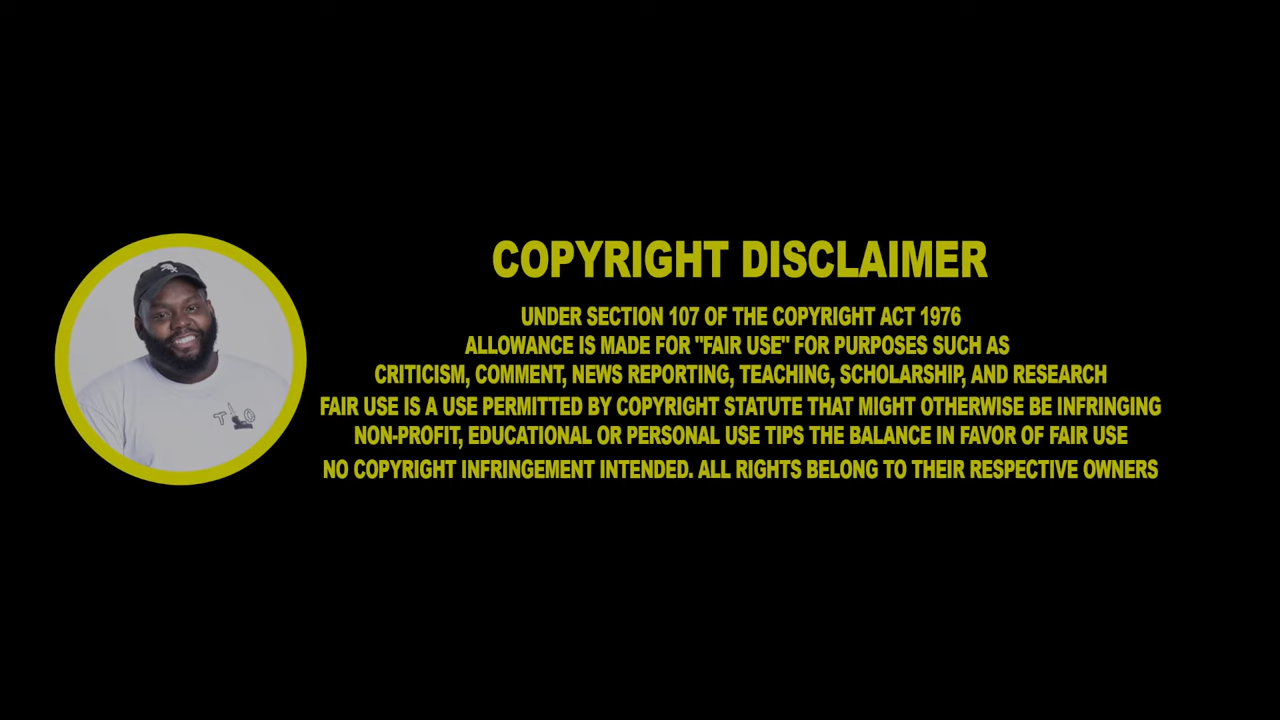 COPYRIGHT DISCLAIMER
UNDER SECTION 107 OF THE COPYRIGHT ACT 1976
ALLOWANCE IS MADE FOR "FAIR USE" FOR PURPOSES SUCH AS
CRITICISM, COMMENT, NEWS REPORTING, TEACHING, SCHOLARSHIP, AND RESEARCH
FAIR USE IS A USE PERMITTED BY COPYRIGHT STATUTE THAT MIGHT OTHERWISE BE INFRINGING
NON-PROFIT, EDUCATIONAL OR PERSONAL USE TIPS THE BALANCE IN FAVOR OF FAIR USE
NO COPYRIGHT INFRINGEMENT INTENDED. ALL RIGHTS BELONG TO THEIR RESPECTIVE OWNERS